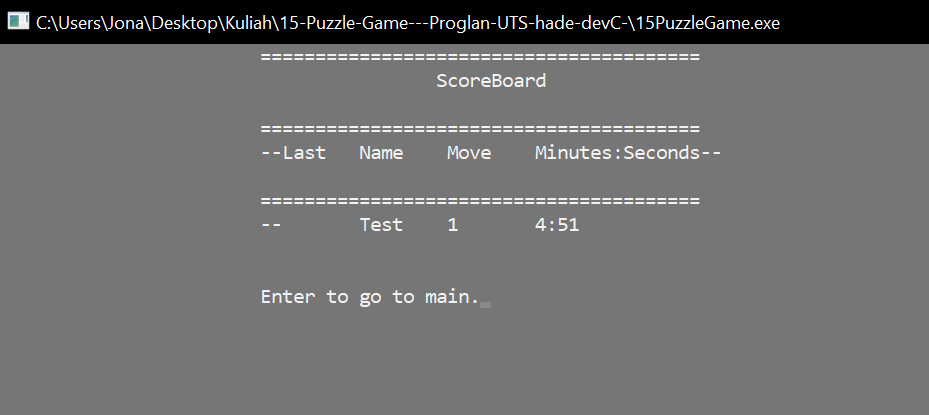 C:\Users\Jona\Desktop\Kuliah\15-Puzzle-Game---Proglan-UTS-hade-devC-\15PuzzleGame.exe
========================================
ScoreBoard
========================================
--Last Name Move Minutes:Seconds--
========================================
-- Test 1 4:51
Enter to go to main.